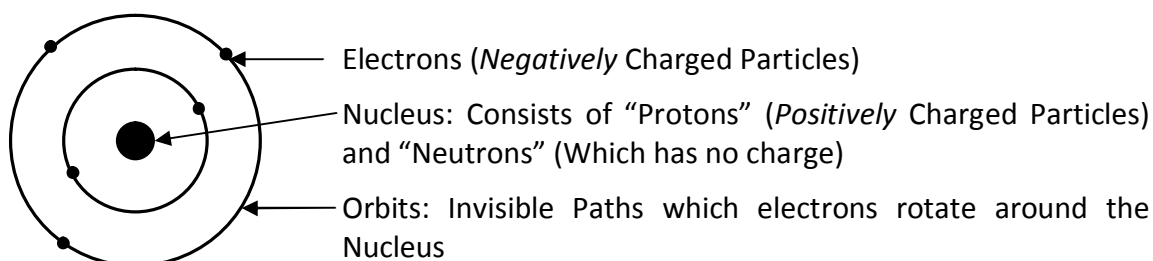 Electrons (Negatively Charged Particles)
Nucleus: Consists of “Protons” (Positively Charged Particles)
and “Neutrons” (Which has no charge)
Orbits: Invisible Paths which electrons rotate around the
Nucleus